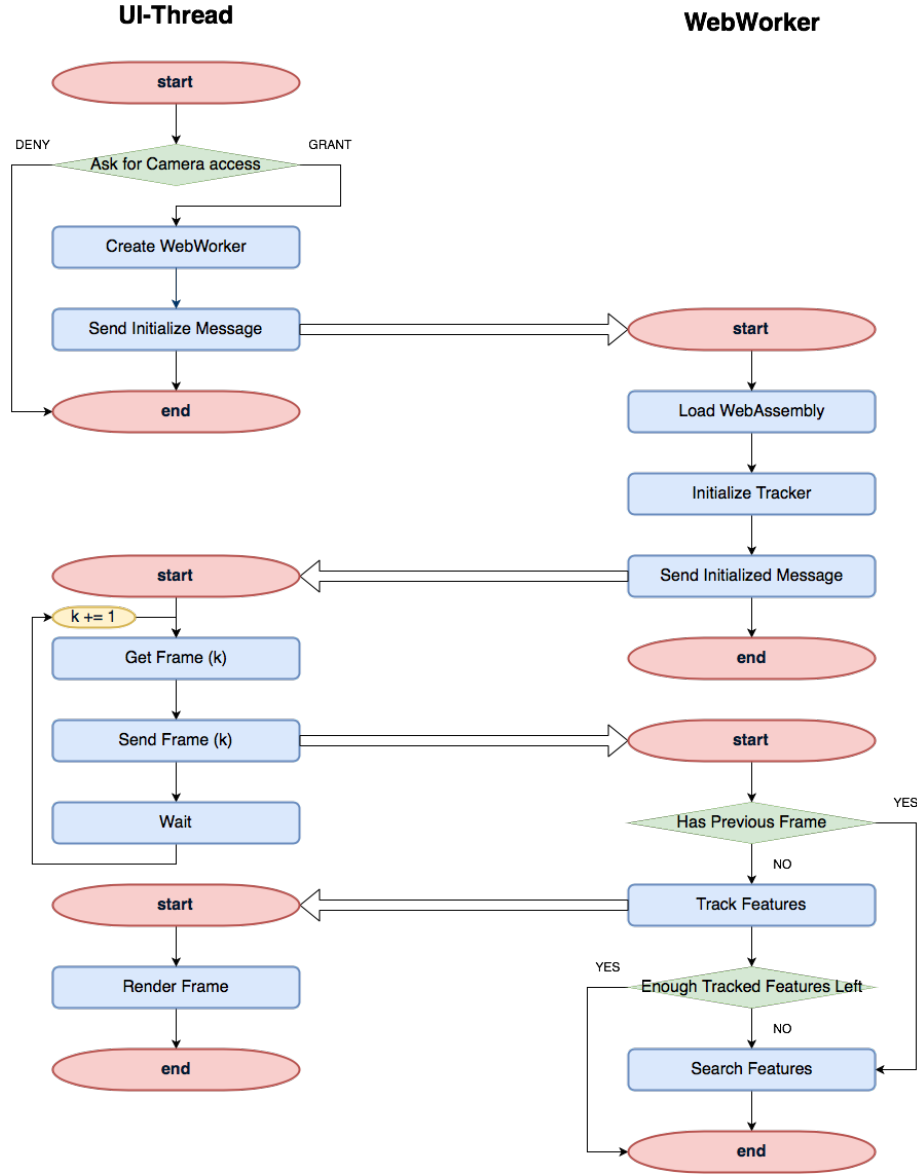 UI-Thread
WebWorker
start
DENY
GRANT
Ask for Camera access
Create WebWorker
Send Initialize Message
start
end
Load WebAssembly
Initialize Tracker
start
Send Initialized Message
k += 1
Get Frame (k)
end
Send Frame (k)
start
Wait
Has Previous Frame
YES
NO
start
Track Features
Render Frame
YES
Enough Tracked Features Left
NO
end
Search Features
end